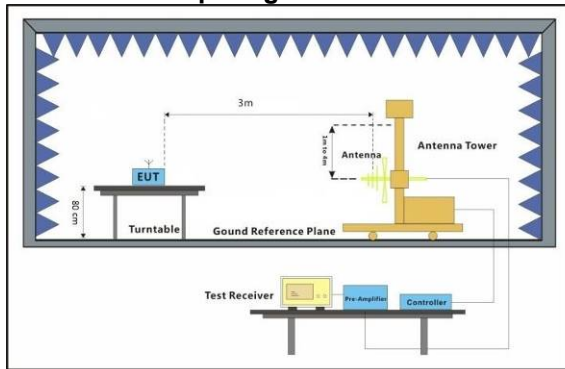 3m
1m to 4m
Antenna
Antenna Tower
EUT
80 cm
Turntable
Gound Reference Plane
Test Receiver
Pre-Amplifier
Controller